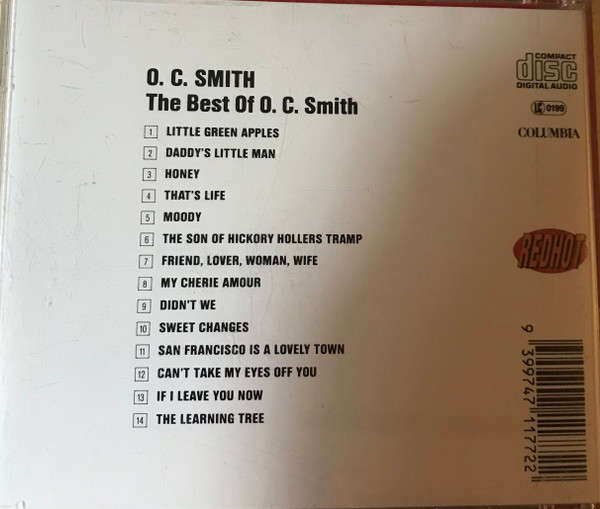 O. C. SMITH
The Best Of O. C. Smith
1 LITTLE GREEN APPLES
2 DADDY'S LITTLE MAN
3 HONEY
4 THAT'S LIFE
5 MOODY
6 THE SON OF HICKORY HOLLERS TRAMP
7 FRIEND, LOVER, WOMAN, WIFE
8 MY CHERIE AMOUR
9 DIDN'T WE
10 SWEET CHANGES
11 SAN FRANCISCO IS A LOVELY TOWN
12 CAN'T TAKE MY EYES OFF YOU
13 IF I LEAVE YOU NOW
14 THE LEARNING TREE
COMPACT
disc
DIGITAL AUDIO
0199
COLUMBIA
REDHOT
9 399747 117722